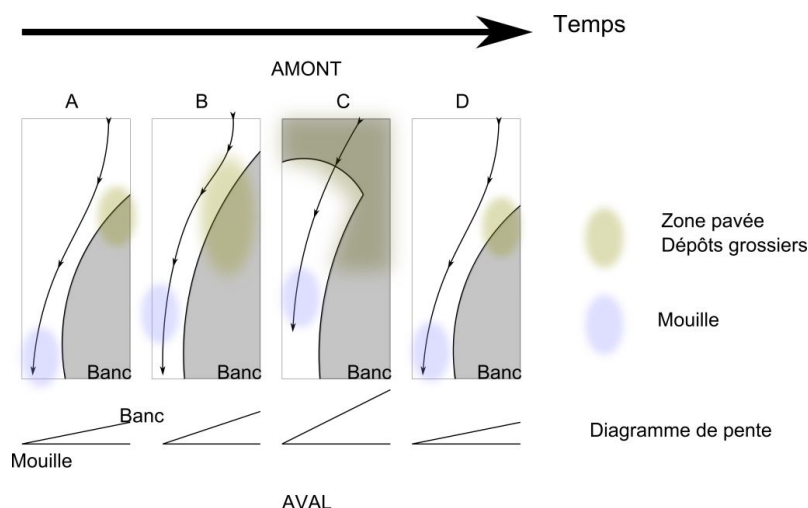 Temps
AMONT
A B C D
Zone pavée
Dépôts grossiers
Mouille
Banc Banc Banc Banc
Banc
Diagramme de pente
Mouille
AVAL